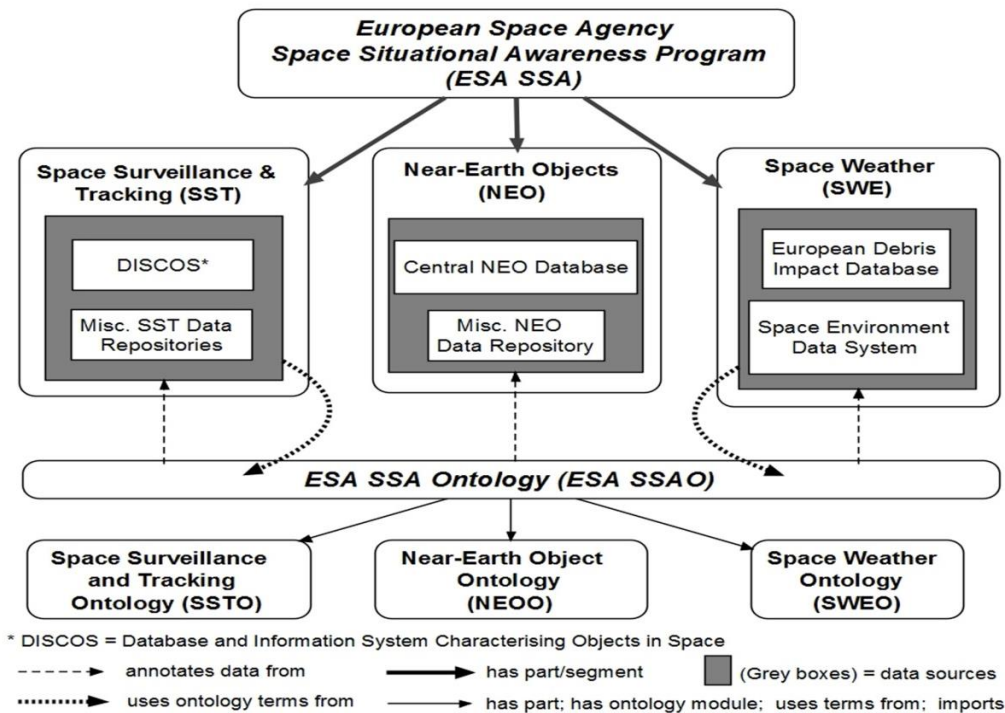 European Space Agency
Space Situational Awareness Program
(ESA SSA)
Space Surveillance &
Tracking (SST)
DISCOS*
Misc. SST Data
Repositories
Near-Earth Objects
(NEO)
Central NEO Database
Misc. NEO
Data Repository
Space Weather
(SWE)
European Debris
Impact Database
Space Environment
Data System
ESA SSA Ontology (ESA SSAO)
Space Surveillance
and Tracking
Ontology (SSTO)
Near-Earth Object
Ontology
(NEOO)
Space Weather
Ontology
(SWEO)
* DISCOS = Database and Information System Characterising Objects in Space
annotates data from
has part/segment
(Grey boxes) = data sources
uses ontology terms from
has part; has ontology module; uses terms from; imports